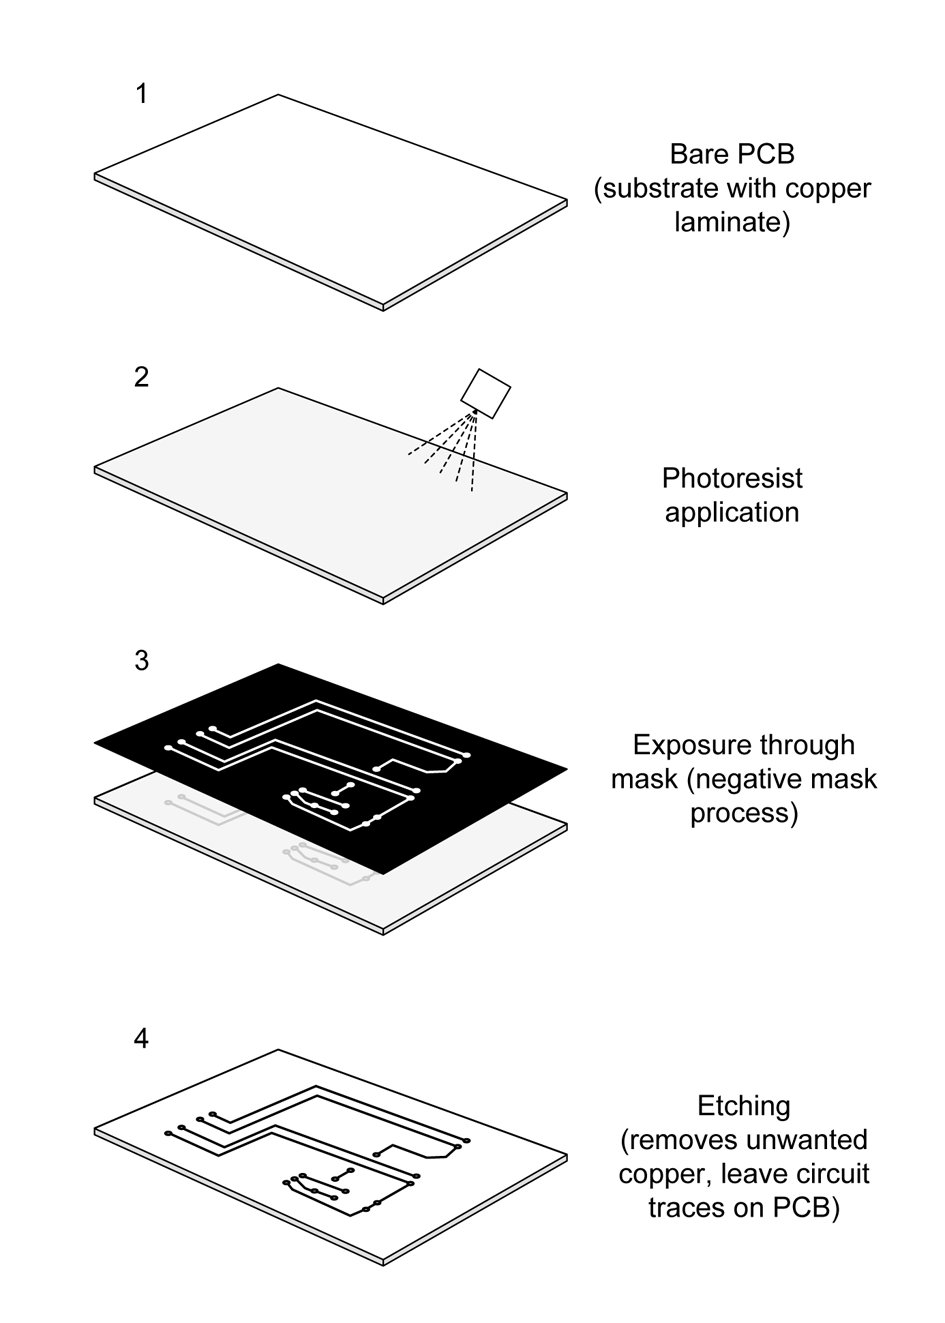 1
Bare PCB
(substrate with copper
laminate)
2
Photoresist
application
3
Exposure through
mask (negative mask
process)
4
Etching
(removes unwanted
copper, leave circuit
traces on PCB)